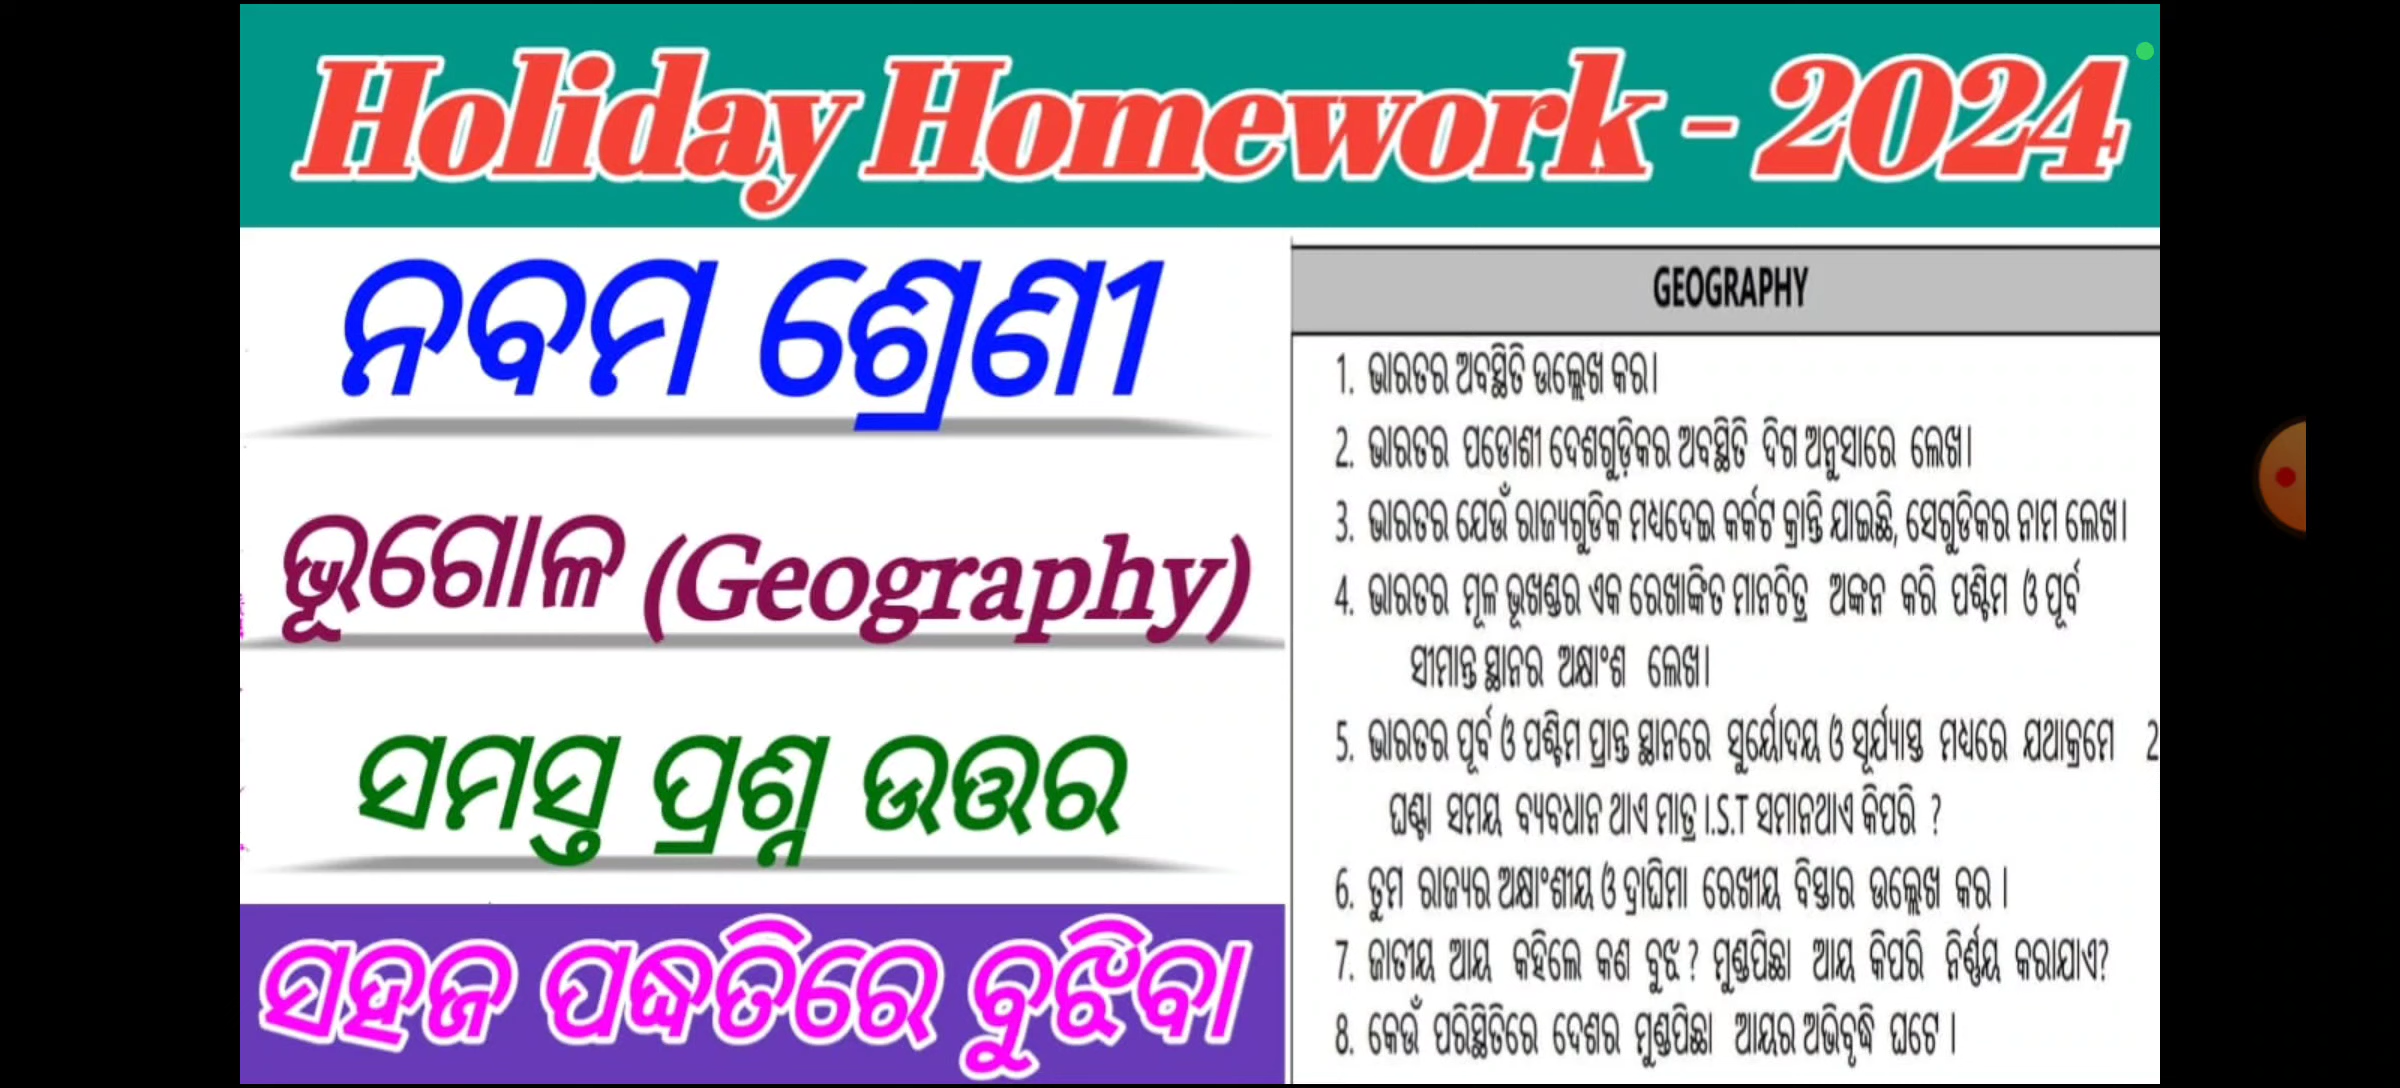 Holiday Homework - 2024
ନବମ ଶ୍ରେଣୀ
ଭୂଗୋଳ (Geography)
ସମସ୍ତ ପ୍ରଶ୍ନ ଉତ୍ତର
ସହଜ ପଦ୍ଧତିରେ ବୁଝିବା
GEOGRAPHY
1. ଭାରତର ଅବସ୍ଥିତି ଉଲ୍ଲେଖ କର।
2. ଭାରତର ପଡୋଶୀ ଦେଶଗୁଡ଼ିକର ଅବସ୍ଥିତି ଦିଗ ଅନୁସାରେ ଲେଖ।
3. ଭାରତର ଯେଉଁ ରାଜ୍ୟଗୁଡିକ ମଧ୍ୟଦେଇ କର୍କଟ କ୍ରାନ୍ତି ଯାଇଛି, ସେଗୁଡିକର ନାମ ଲେଖ।
4. ଭାରତର ମୂଳ ଭୂଖଣ୍ଡର ଏକ ରେଖାଙ୍କିତ ମାନଚିତ୍ର ଅଙ୍କନ କରି ପଶ୍ଚିମ ଓ ପୂର୍ବ
ସୀମାନ୍ତ ସ୍ଥାନର ଅକ୍ଷାଂଶ ଲେଖ।
5. ଭାରତର ପୂର୍ବ ଓ ପଶ୍ଚିମ ପ୍ରାନ୍ତ ସ୍ଥାନରେ ସୁର୍ଯ୍ୟୋଦୟ ଓ ସୂର୍ଯ୍ୟାସ୍ତ ମଧ୍ୟରେ ଯଥାକ୍ରମେ 2
ଘଣ୍ଟା ସମୟ ବ୍ୟବଧାନ ଥାଏ ମାତ୍ର I.S.T ସମାନଥାଏ କିପରି ?
6. ତୁମ ରାଜ୍ୟର ଅକ୍ଷାଂଶୀୟ ଓ ଦ୍ରାଘିମା ରେଖୀୟ ବିସ୍ତାର ଉଲ୍ଲେଖ କର ।
7. ଜାତୀୟ ଆୟ କହିଲେ କଣ ବୁଝ ? ମୁଣ୍ଡପିଛା ଆୟ କିପରି ନିର୍ଣ୍ଣୟ କରାଯାଏ?
8. କେଉଁ ପରିସ୍ଥିତିରେ ଦେଶର ମୁଣ୍ଡପିଛା ଆୟର ଅଭିବୃଦ୍ଧି ଘଟେ ।